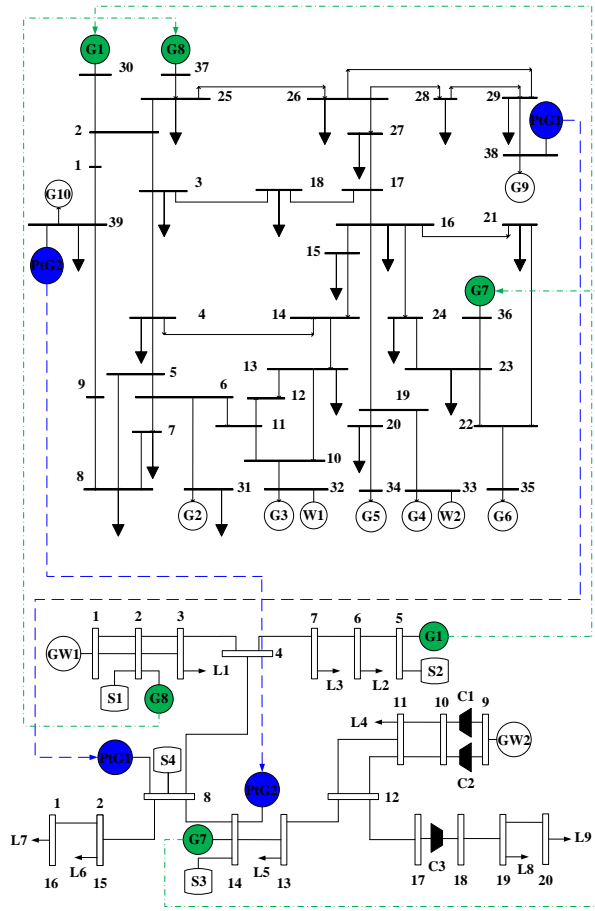 G1 G8
30 37
25 26 28 29
PtG1
2 27
38
1
3 18 17 G9
G10
39 16 21
15
PtG2
G7
4 14 24 36
5 13 23
9 6 12 19
7 11 20 22
8 10
31 32 34 33 35
G2 G3 W1 G5 G4 W2 G6
1 2 3 7 6 5
G1
GW1 4
L1 L3 L2 S2
S1 G8
C1
11 10 9
L4
GW2
S4
PtG1
C2
PtG2
8 12
1 2
L7 G7 L9
L6 L5 C3 L8
16 15 S3 14 13 17 18 19 20